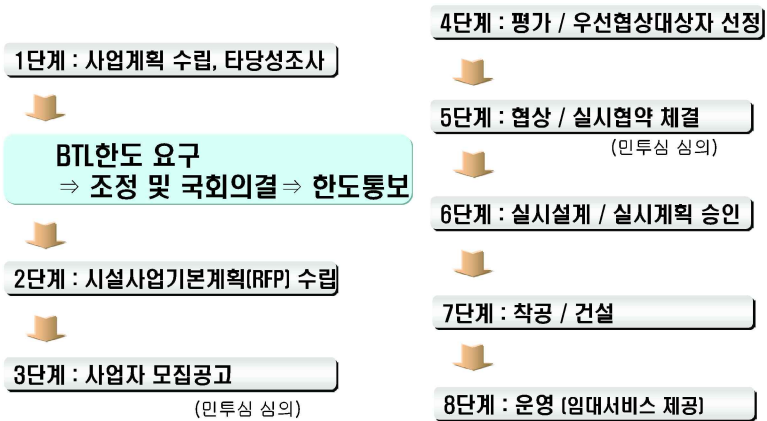 1단계 : 사업계획 수립, 타당성조사
BTL한도 요구
⇒ 조정 및 국회의결 ⇒ 한도통보
2단계 : 시설사업기본계획(RFP) 수립
3단계 : 사업자 모집공고
(민투심 심의)
4단계 : 평가 / 우선협상대상자 선정
5단계 : 협상 / 실시협약 체결
(민투심 심의)
6단계 : 실시설계 / 실시계획 승인
7단계 : 착공 / 건설
8단계 : 운영 (임대서비스 제공)